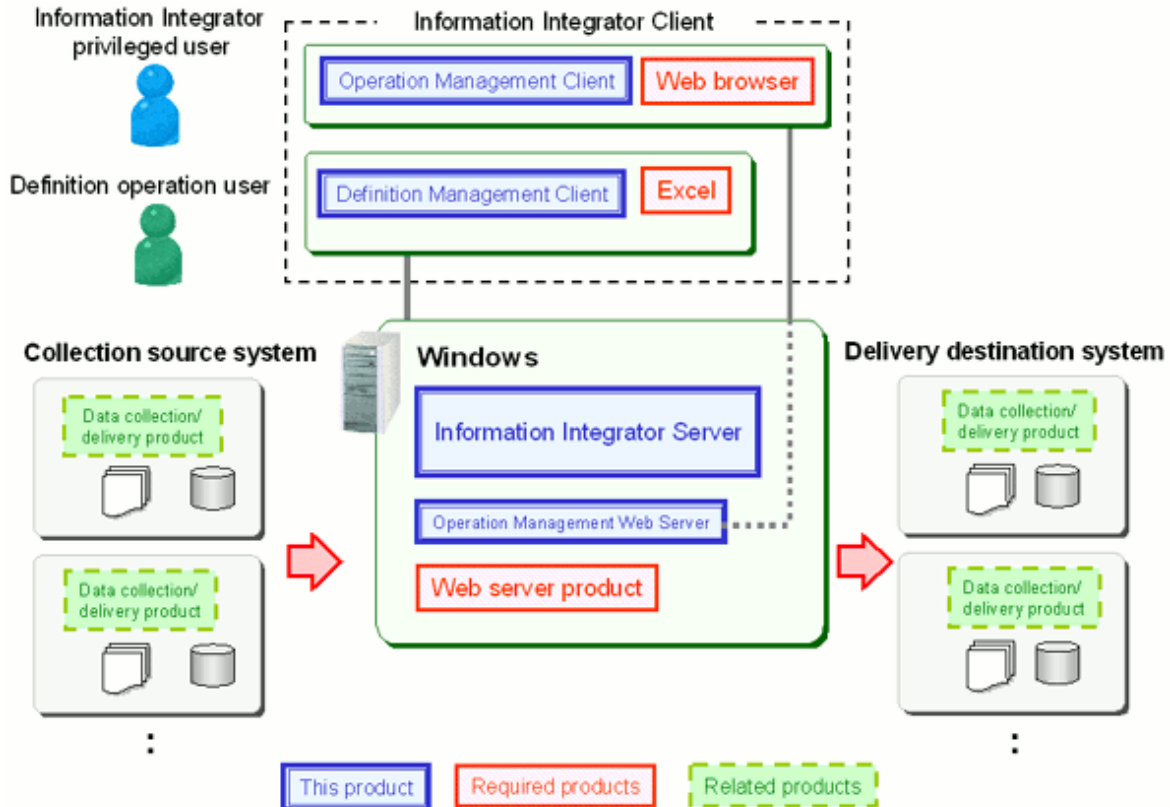 Information Integrator
privileged user
Information Integrator Client
Operation Management Client
Web browser
Definition operation user
Definition Management Client
Excel
Collection source system
Windows
Delivery destination system
Data collection/
delivery product
Information Integrator Server
Data collection/
delivery product
Operation Management Web Server
Data collection/
delivery product
Web server product
Data collection/
delivery product
:
:
This product
Required products
Related products